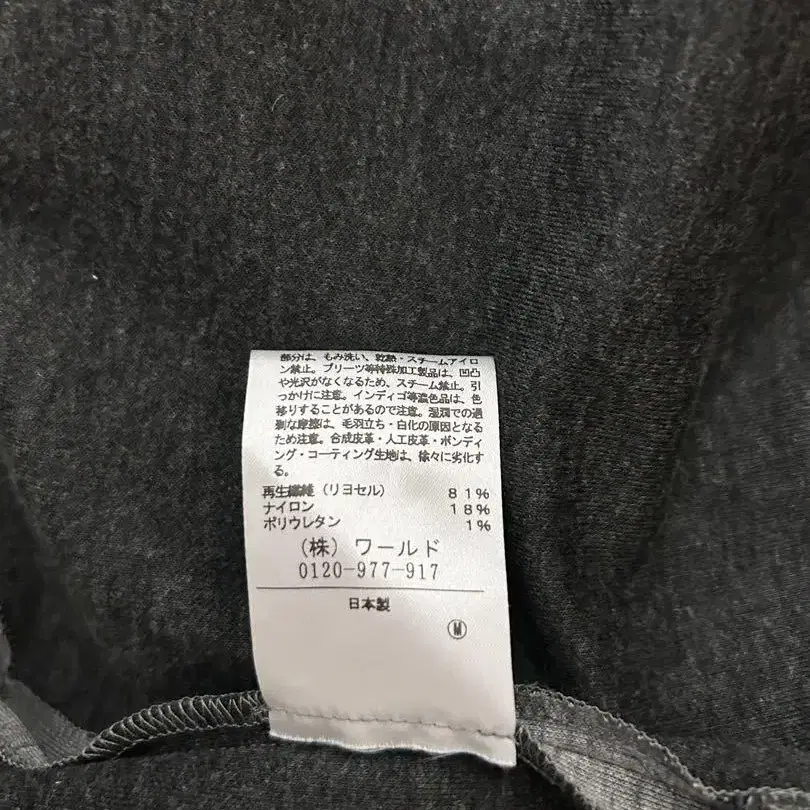 部分は、もみ洗い、乾熱・スチームアイロ
ン禁止。プリーツ等特殊加工製品は、凹凸
や光沢がなくなるため、スチーム禁止。引
っかけに注意。インディゴ等濃色品は、色
移りすることがあるので注意。湿潤での過
剰な摩擦は、毛羽立ち・白化の原因となる
ため注意。合成皮革・人工皮革・ボンディ
ング・コーティング生地は、徐々に劣化す
る。
再生繊維（リヨセル） 81%
ナイロン 18%
ポリウレタン 1%
（株）ワールド
0120-977-917
日本製
Ⓜ